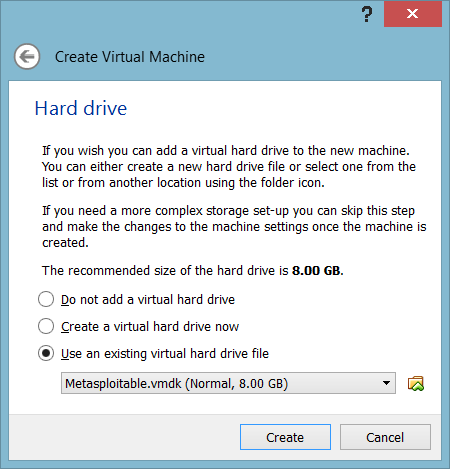 ?
Create Virtual Machine
Hard drive
If you wish you can add a virtual hard drive to the new machine.
You can either create a new hard drive file or select one from the
list or from another location using the folder icon.
If you need a more complex storage set-up you can skip this step
and make the changes to the machine settings once the machine is
created.
The recommended size of the hard drive is 8.00 GB.
Do not add a virtual hard drive
Create a virtual hard drive now
Use an existing virtual hard drive file
Metasploitable.vmdk (Normal, 8.00 GB)
Create
Cancel